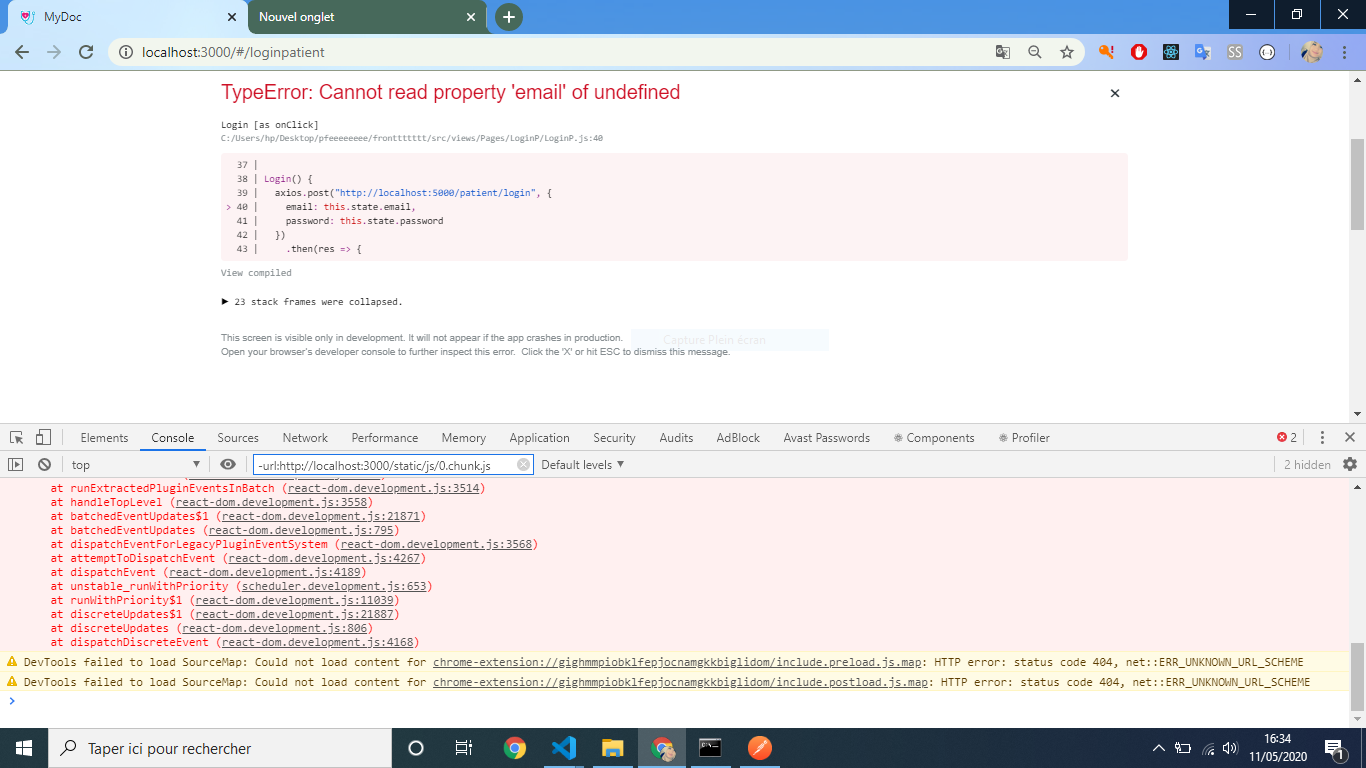 MyDoc
Nouvel onglet
localhost:3000/#/loginpatient
SS
TypeError: Cannot read property 'email' of undefined
Login [as onClick]
C:/Users/hp/Desktop/pfeeeeeeee/fronttttttt/src/views/Pages/LoginP/LoginP.js:40
37 |
38 | Login() {
39 | axios.post("http://localhost:5000/patient/login", {
> 40 | email: this.state.email,
41 | password: this.state.password
42 | })
43 | .then(res => {
View compiled
▶ 23 stack frames were collapsed.
This screen is visible only in development. It will not appear if the app crashes in production.
Capture Plein écran
Open your browser's developer console to further inspect this error. Click the 'X' or hit ESC to dismiss this message.
Elements Console Sources Network Performance Memory Application Security Audits AdBlock Avast Passwords Components Profiler 2
top -url:http://localhost:3000/static/js/0.chunk.js Default levels 2 hidden
at runExtractedPluginEventsInBatch (react-dom.development.js:3514)
at handleTopLevel (react-dom.development.js:3558)
at batchedEventUpdates$1 (react-dom.development.js:21871)
at batchedEventUpdates (react-dom.development.js:795)
at dispatchEventForLegacyPluginEventSystem (react-dom.development.js:3568)
at attemptToDispatchEvent (react-dom.development.js:4267)
at dispatchEvent (react-dom.development.js:4189)
at unstable_runWithPriority (scheduler.development.js:653)
at runWithPriority$1 (react-dom.development.js:11039)
at discreteUpdates$1 (react-dom.development.js:21887)
at discreteUpdates (react-dom.development.js:806)
at dispatchDiscreteEvent (react-dom.development.js:4168)
DevTools failed to load SourceMap: Could not load content for chrome-extension://gighmmpiobklfepjocnamgkkbiglidom/include.preload.js.map: HTTP error: status code 404, net::ERR_UNKNOWN_URL_SCHEME
DevTools failed to load SourceMap: Could not load content for chrome-extension://gighmmpiobklfepjocnamgkkbiglidom/include.postload.js.map: HTTP error: status code 404, net::ERR_UNKNOWN_URL_SCHEME
Taper ici pour rechercher
16:34
11/05/2020
1